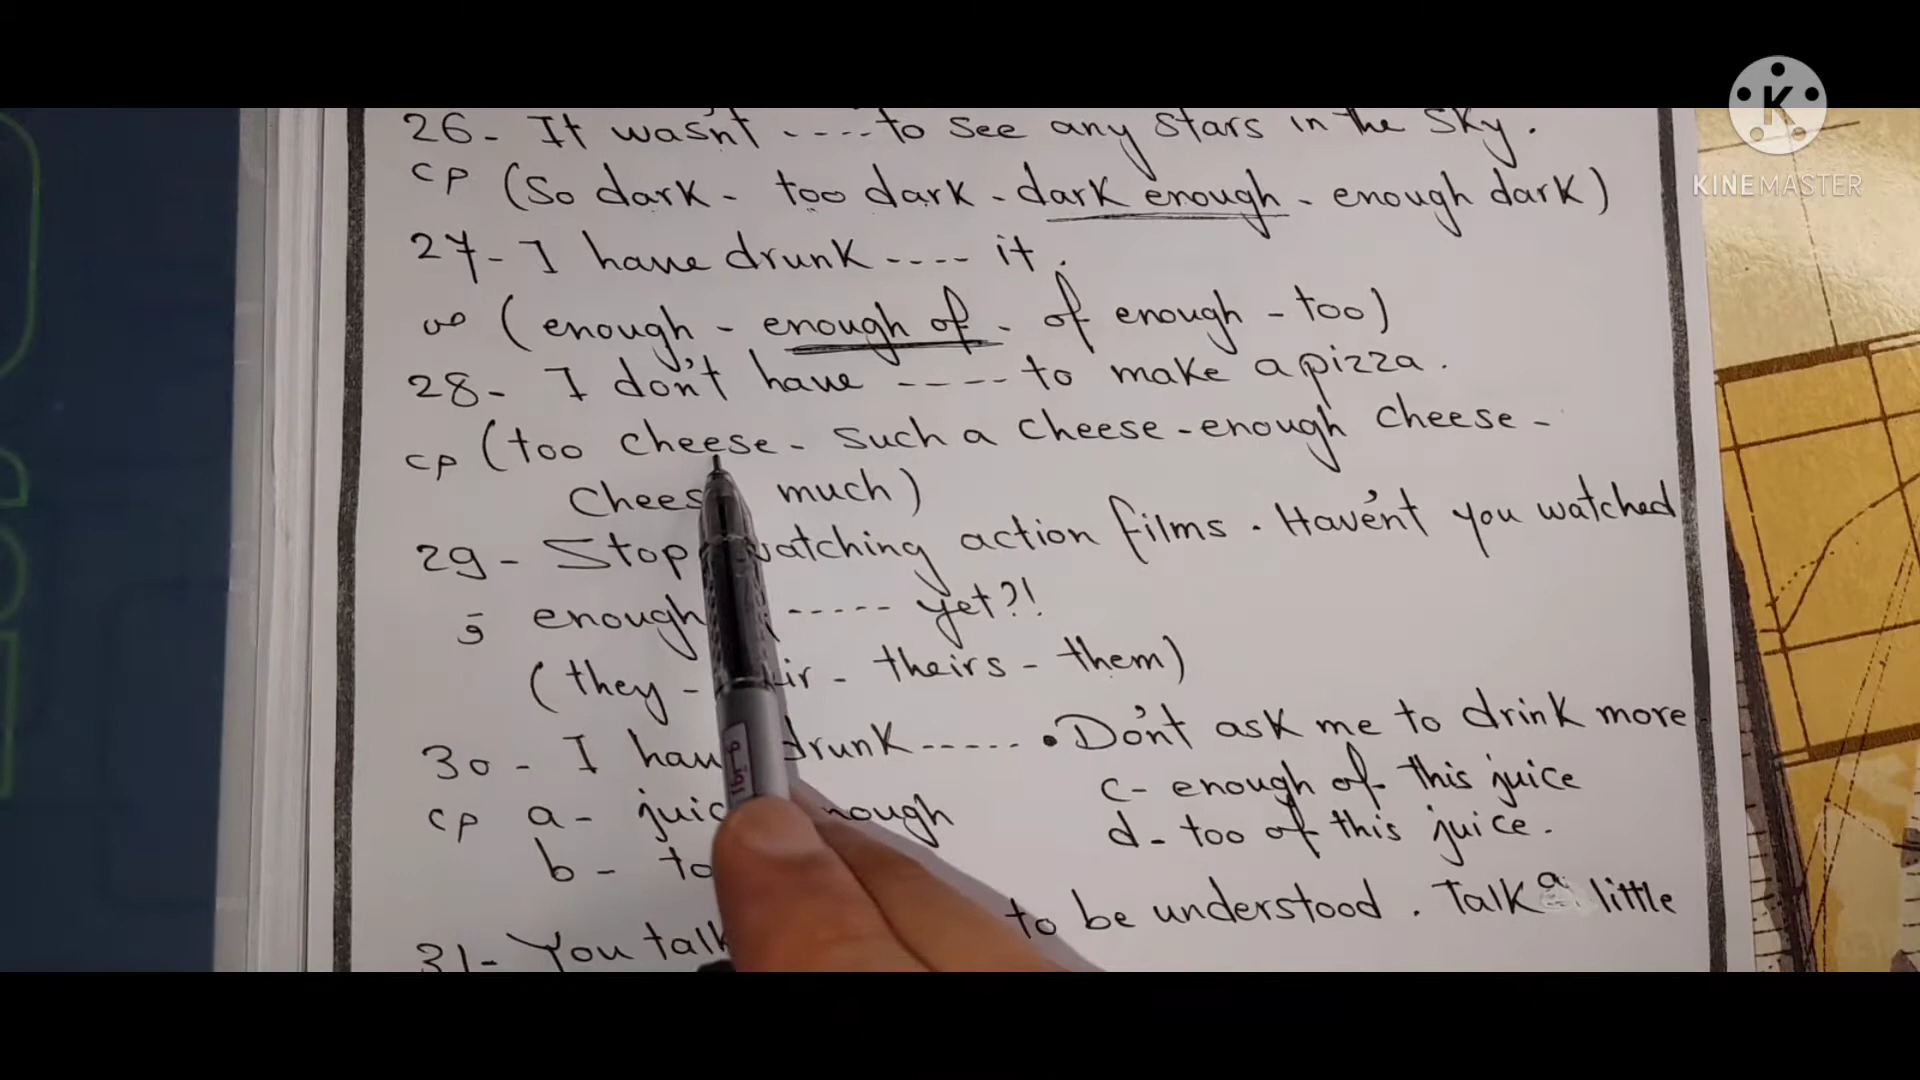 26- It wasn't ----to see any stars in the sky.
cp (so dark - too dark - dark enough - enough dark)
27- I have drunk ---- it.
(enough - enough of - of enough - too)
28- I don't have ---- to make a pizza.
cp (too cheese - such a cheese - enough cheese -
much)
29- Stop watching action films. Haven't you watched
enough ----- yet?!
(they - - theirs - them)
30- I have drunk ----- . Don't ask me to drink more
c- enough of this juice
cp a- enough
d- too of this juice.
b-
31- You talk to be understood. Talk a little
K
KINEMASTER